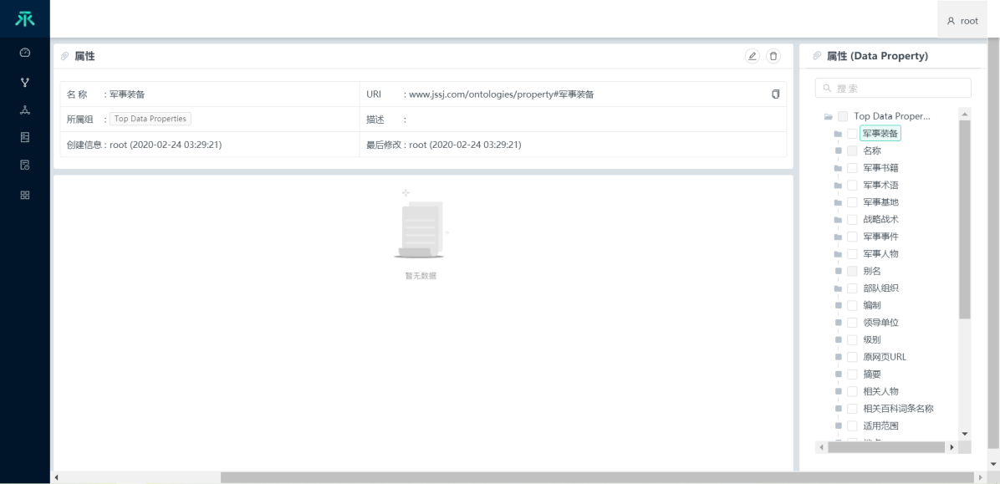 root
属性
名 称 : 军事装备
URI : www.jssj.com/ontologies/property#军事装备
所属组 : Top Data Properties
描述 :
创建信息 : root (2020-02-24 03:29:21)
最后修改 : root (2020-02-24 03:29:21)
暂无数据
属性 (Data Property)
搜 索
Top Data Proper...
军事装备
名称
军事书籍
军事术语
军事基地
战略战术
军事事件
军事人物
别名
部队组织
编制
领导单位
级别
原网页URL
摘要
相关人物
相关百科词条名称
适用范围